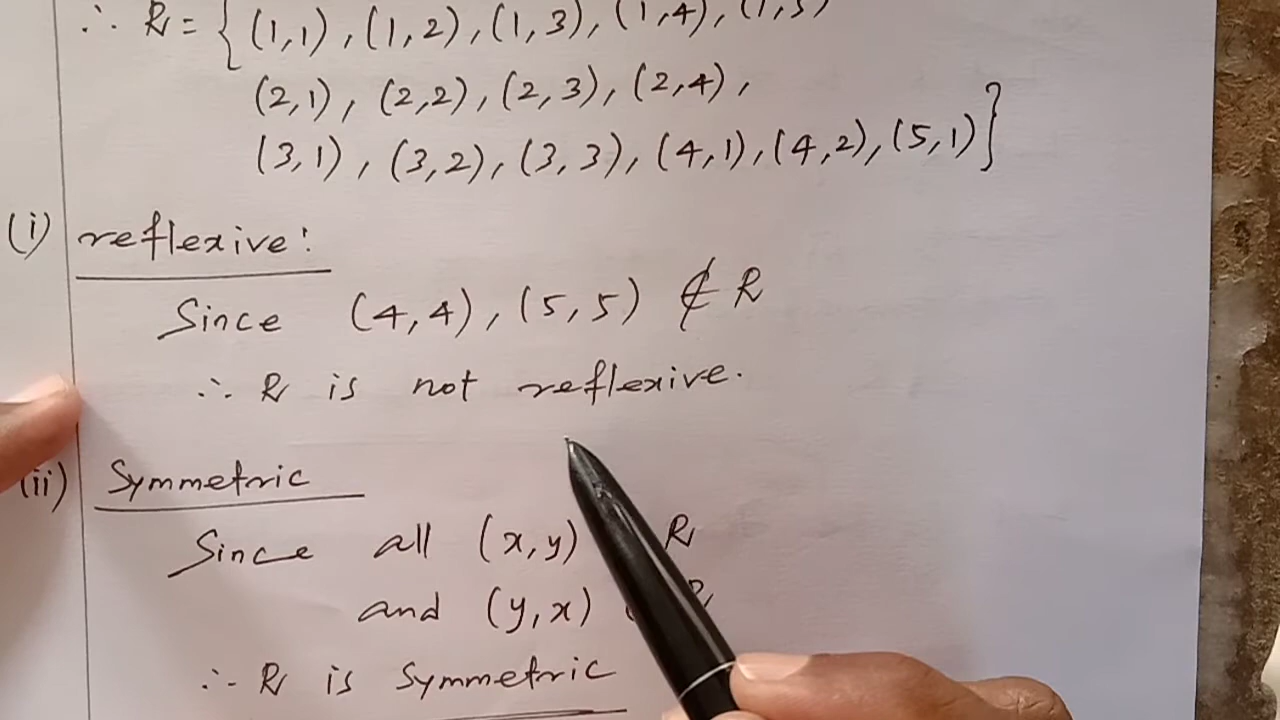 ∴ R = { (1,1), (1,2), (1,3), (1,4), (1,5)
(2,1), (2,2), (2,3), (2,4),
(3,1), (3,2), (3,3), (4,1), (4,2), (5,1) }
(i) reflexive:
Since (4,4), (5,5) ∉ R
∴ R is not reflexive.
(ii) Symmetric
Since all (x,y) R
and (y,x) R
∴ R is symmetric